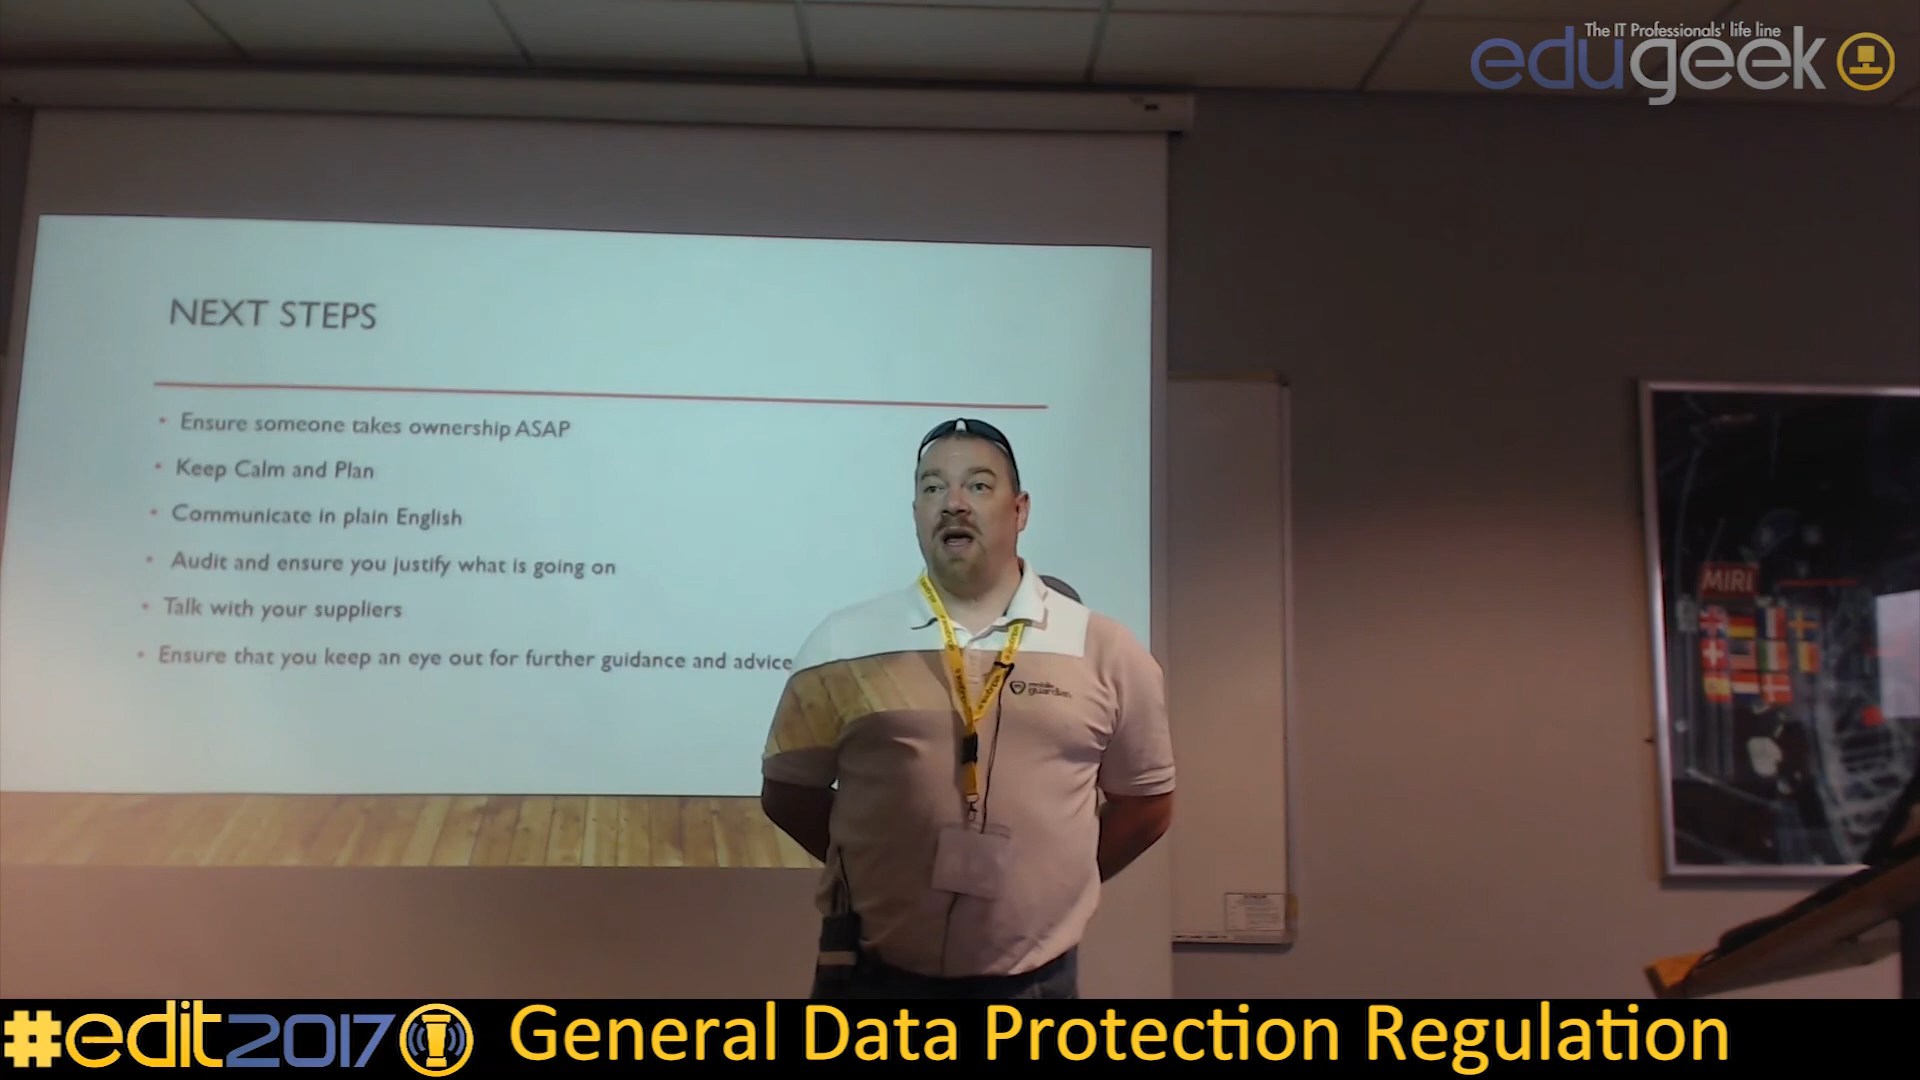 The IT Professionals' life line
edugeek
NEXT STEPS
• Ensure someone takes ownership ASAP
• Keep Calm and Plan
• Communicate in plain English
• Audit and ensure you justify what is going on
• Talk with your suppliers
• Ensure that you keep an eye out for further guidance and advice
mobile
guardian
MIRI
#edit2017 General Data Protection Regulation